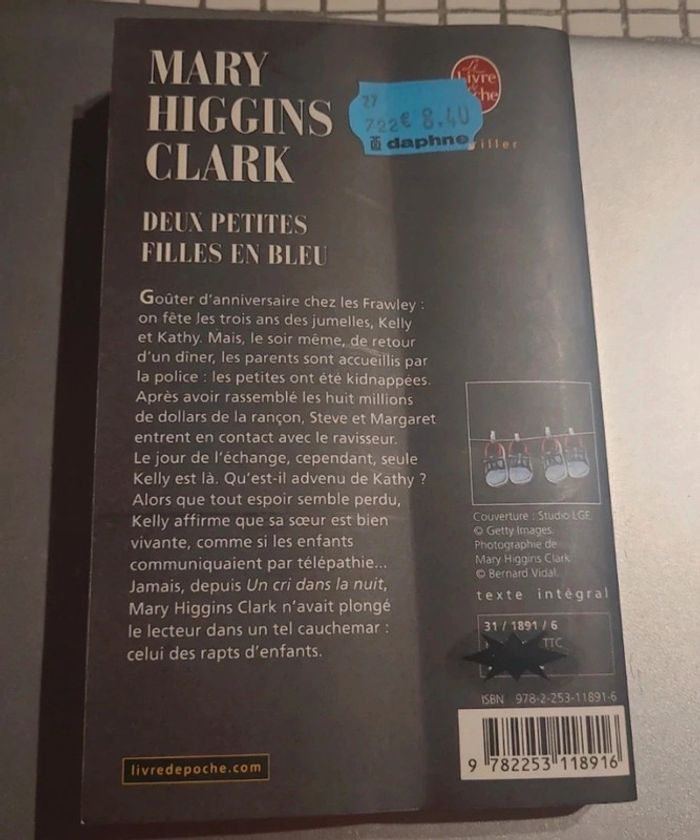 MARY
HIGGINS
CLARK
Le
Livre
de
che
27
722€ 8.40
daphne
iller
DEUX PETITES
FILLES EN BLEU
Goûter d'anniversaire chez les Frawley :
on fête les trois ans des jumelles, Kelly
et Kathy. Mais, le soir même, de retour
d'un dîner, les parents sont accueillis par
la police : les petites ont été kidnappées.
Après avoir rassemblé les huit millions
de dollars de la rançon, Steve et Margaret
entrent en contact avec le ravisseur.
Le jour de l'échange, cependant, seule
Kelly est là. Qu'est-il advenu de Kathy ?
Alors que tout espoir semble perdu,
Kelly affirme que sa sœur est bien
vivante, comme si les enfants
communiquaient par télépathie...
Jamais, depuis Un cri dans la nuit,
Mary Higgins Clark n'avait plongé
le lecteur dans un tel cauchemar :
celui des rapts d'enfants.
Couverture : Studio LGF.
© Getty Images.
Photographie de
Mary Higgins Clark
© Bernard Vidal.
texte intégral
31 / 1891 / 6
TTC
ISBN 978-2-253-11891-6
9 782253 118916
livredepoche.com